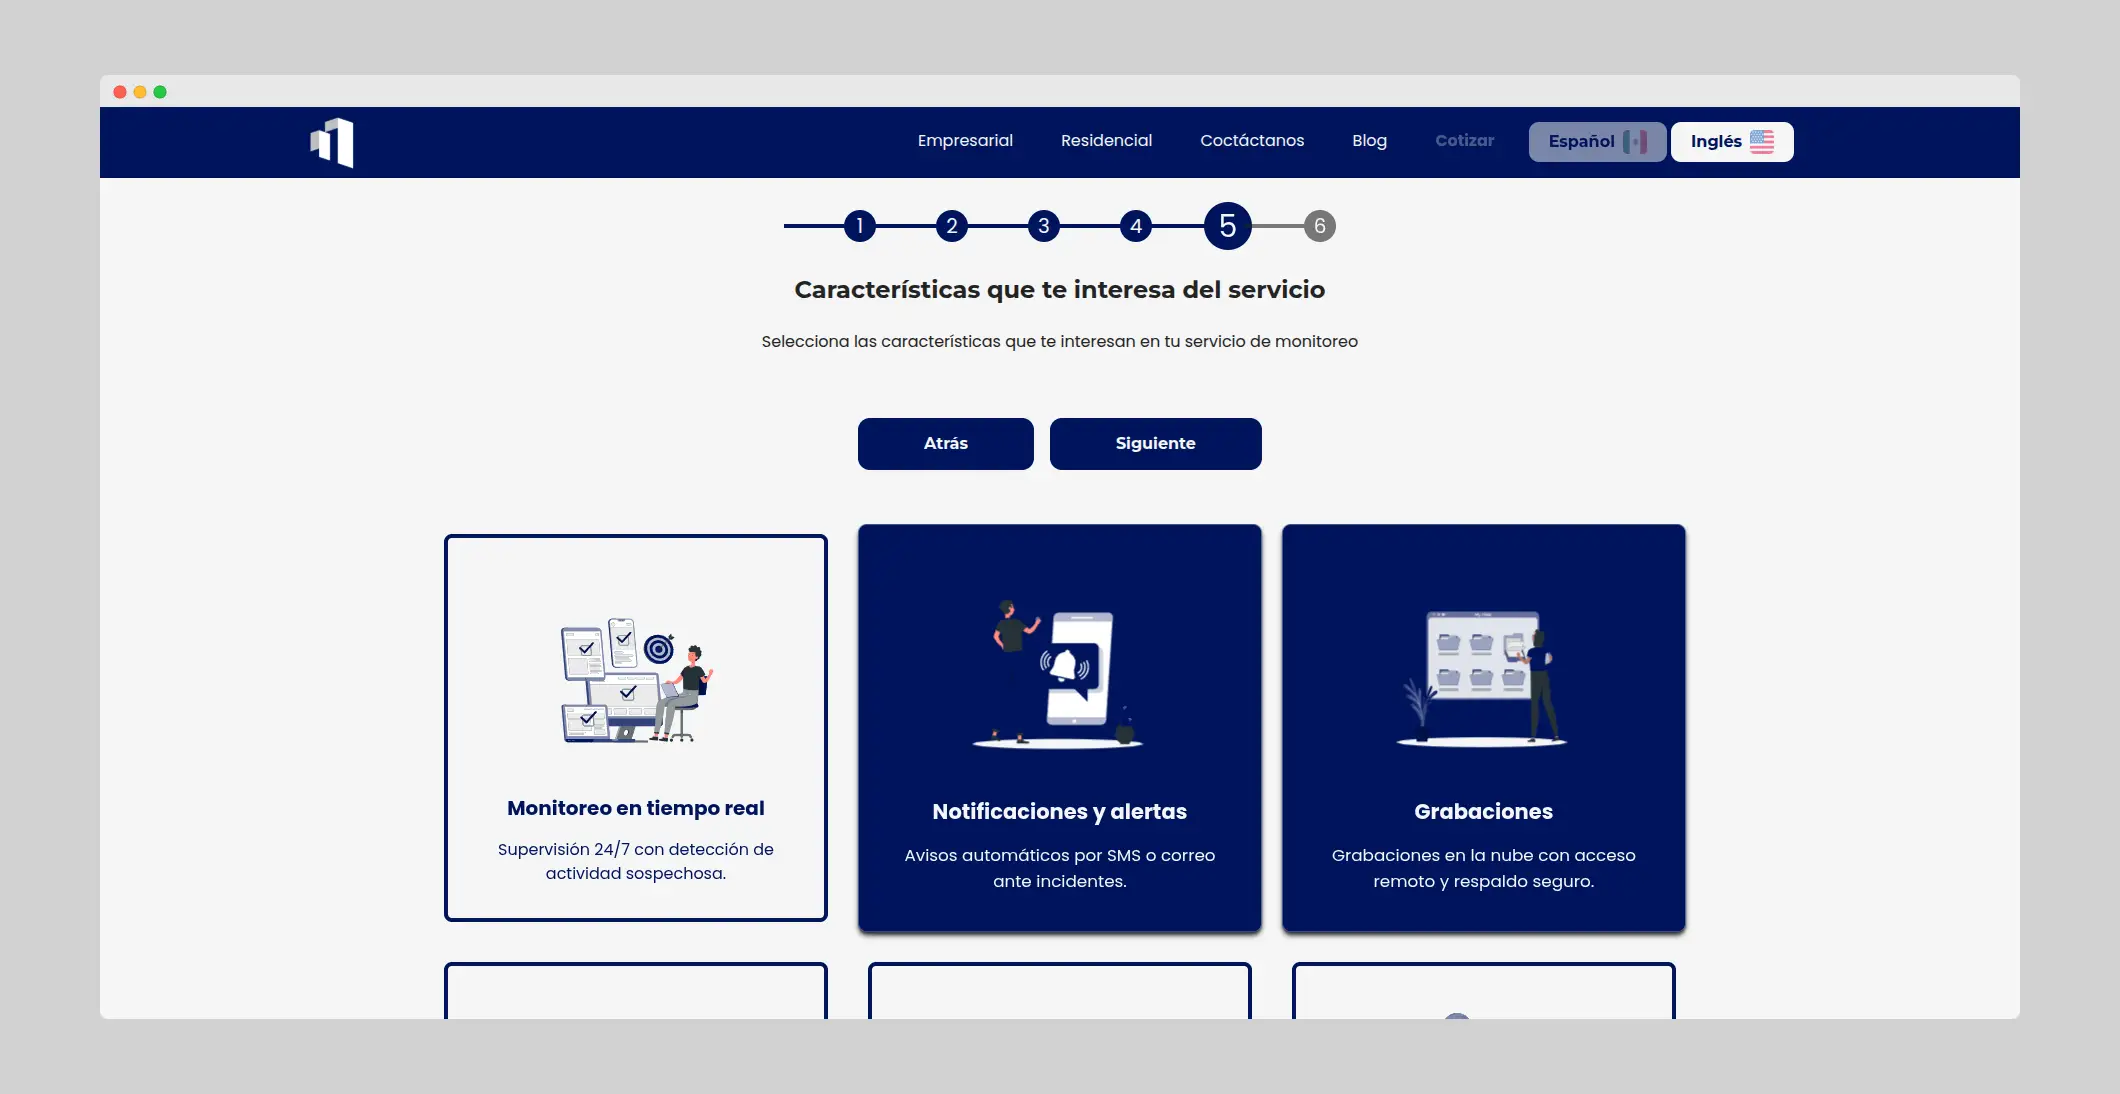 Empresarial Residencial Coctáctanos Blog Cotizar Español Inglés
1 2 3 4 5 6
Características que te interesa del servicio
Selecciona las características que te interesan en tu servicio de monitoreo
Atrás Siguiente
Monitoreo en tiempo real
Supervisión 24/7 con detección de
actividad sospechosa.
Notificaciones y alertas
Avisos automáticos por SMS o correo
ante incidentes.
Grabaciones
Grabaciones en la nube con acceso
remoto y respaldo seguro.